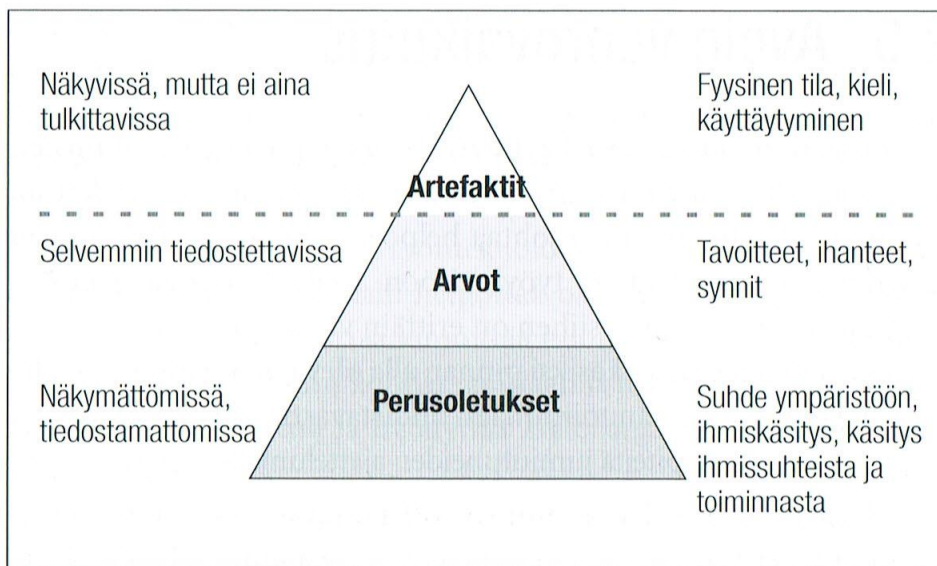 Näkyvissä, mutta ei aina
tulkittavissa
Artefaktit
Fyysinen tila, kieli,
käyttäytyminen
Selvemmin tiedostettavissa
Arvot
Tavoitteet, ihanteet,
synnit
Näkymättömissä,
tiedostamattomissa
Perusoletukset
Suhde ympäristöön,
ihmiskäsitys, käsitys
ihmissuhteista ja
toiminnasta